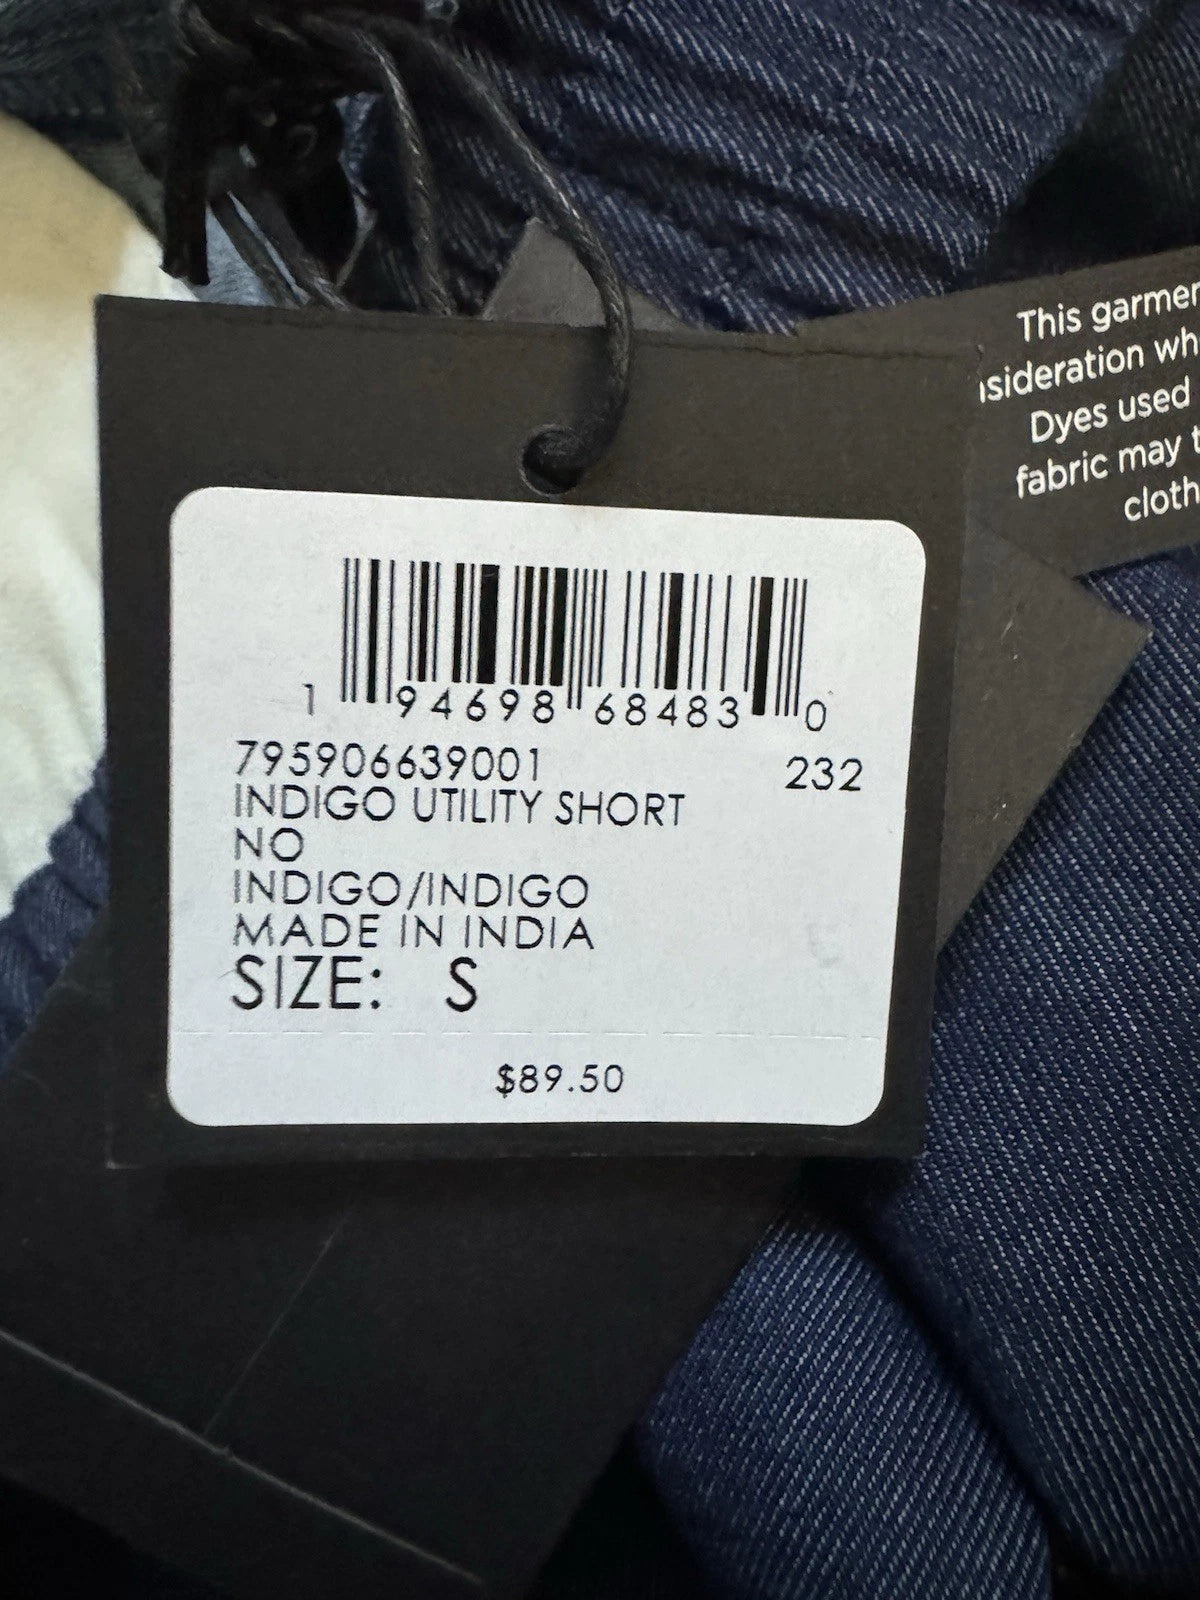 This garmen
sideration wh
Dyes used
fabric may t
cloth
1 94698 68483 0
795906639001 232
INDIGO UTILITY SHORT
NO
INDIGO/INDIGO
MADE IN INDIA
SIZE: S
$89.50